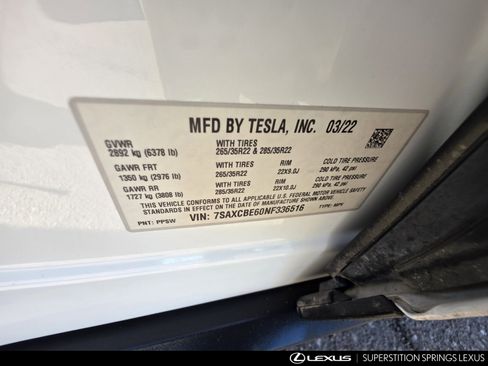 MFD BY TESLA, INC. 03/22
GVWR
2892 kg (6378 lb)
WITH TIRES
265/35R22 & 285/35R22
GAWR FRT
1350 kg (2976 lb)
WITH TIRES
265/35R22
RIM
22X9.0J
COLD TIRE PRESSURE
290 kPa, 42 psi
GAWR RR
1727 kg (3808 lb)
WITH TIRES
285/35R22
RIM
22X10.0J
COLD TIRE PRESSURE
290 kPa, 42 psi
THIS VEHICLE CONFORMS TO ALL APPLICABLE U.S. FEDERAL MOTOR VEHICLE SAFETY
STANDARDS IN EFFECT ON THE DATE OF MANUFACTURE SHOWN ABOVE.
VIN: 7SAXCBE60NF336516
TYPE: MPV
PNT: PPSW
LEXUS SUPERSTITION SPRINGS LEXUS